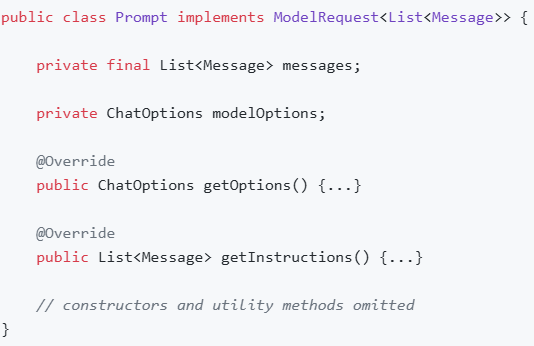 public class Prompt implements ModelRequest<List<Message>> {
private final List<Message> messages;
private ChatOptions modelOptions;
@Override
public ChatOptions getOptions() {...}
@Override
public List<Message> getInstructions() {...}
// constructors and utility methods omitted
}